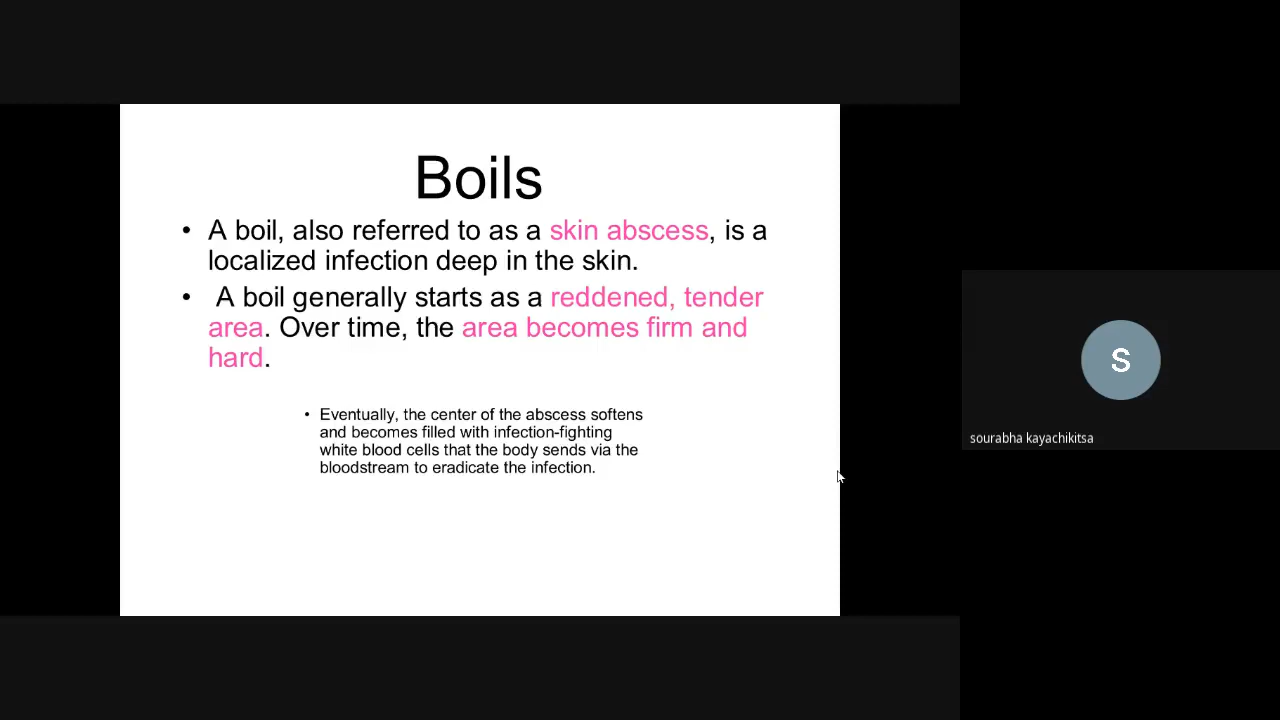 Boils
• A boil, also referred to as a skin abscess, is a
localized infection deep in the skin.
• A boil generally starts as a reddened, tender
area. Over time, the area becomes firm and
hard.
• Eventually, the center of the abscess softens
and becomes filled with infection-fighting
white blood cells that the body sends via the
bloodstream to eradicate the infection.
S
sourabha kayachikitsa